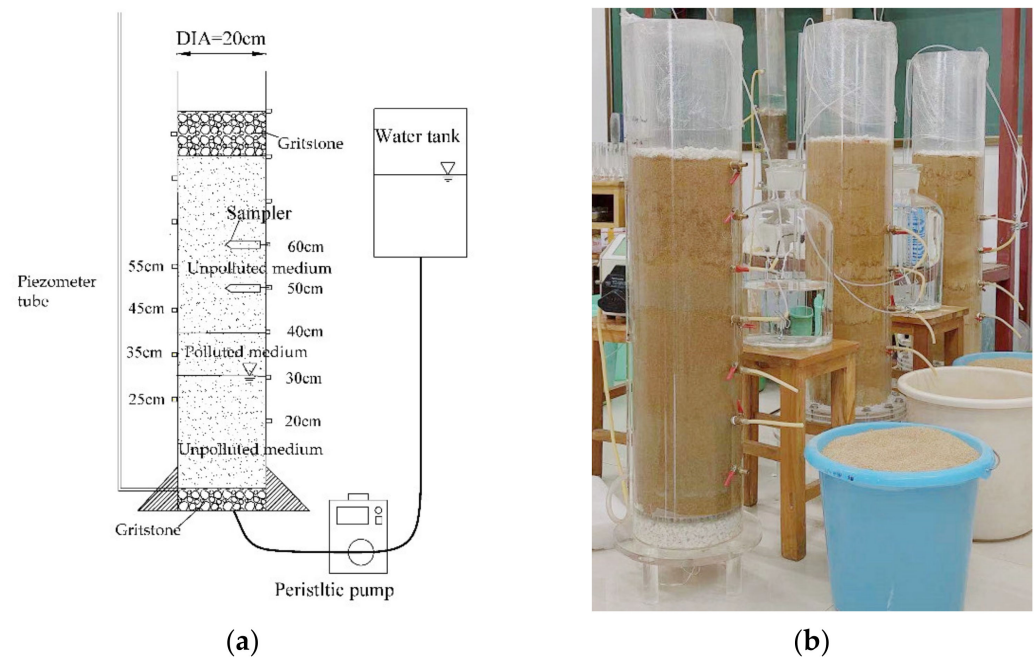 DIA=20cm
Gritstone
Water tank
Sampler
60cm
Unpolluted medium
55cm
50cm
Piezometer
tube
45cm
40cm
Polluted medium
35cm
30cm
25cm
20cm
Unpolluted medium
Gritstone
Peristltic pump
(a)
(b)